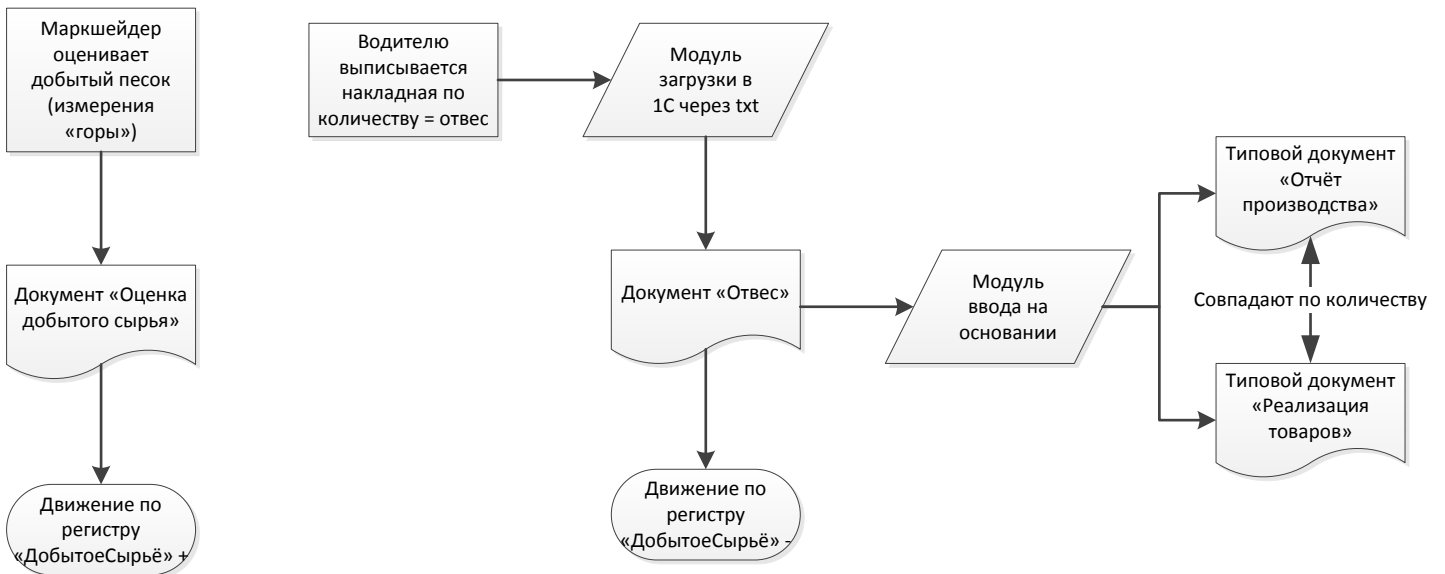 Маркшейдер
оценивает
добытый песок
(измерения
«горы»)
Документ «Оценка
добытого сырья»
Движение по
регистру
«ДобытоеСырьё» +
Водителю
выписывается
накладная по
количеству = отвес
Модуль
загрузки в
1С через txt
Документ «Отвес»
Движение по
регистру
«ДобытоеСырьё» -
Модуль
ввода на
основании
Типовой документ
«Отчёт
производства»
Совпадают по количеству
Типовой документ
«Реализация
товаров»